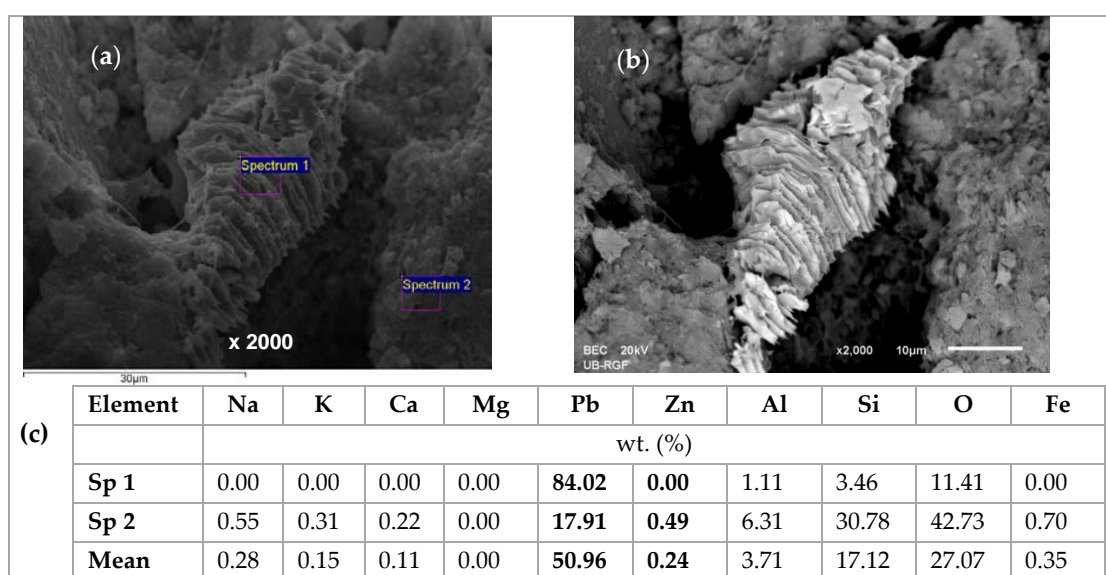 (a)
Spectrum 1
Spectrum 2
x 2000
30µm
(b)
BEC 20kV x2,000 10µm
UB-RGF
(c)
Element Na K Ca Mg Pb Zn Al Si O Fe
wt. (%)
Sp 1 0.00 0.00 0.00 0.00 84.02 0.00 1.11 3.46 11.41 0.00
Sp 2 0.55 0.31 0.22 0.00 17.91 0.49 6.31 30.78 42.73 0.70
Mean 0.28 0.15 0.11 0.00 50.96 0.24 3.71 17.12 27.07 0.35